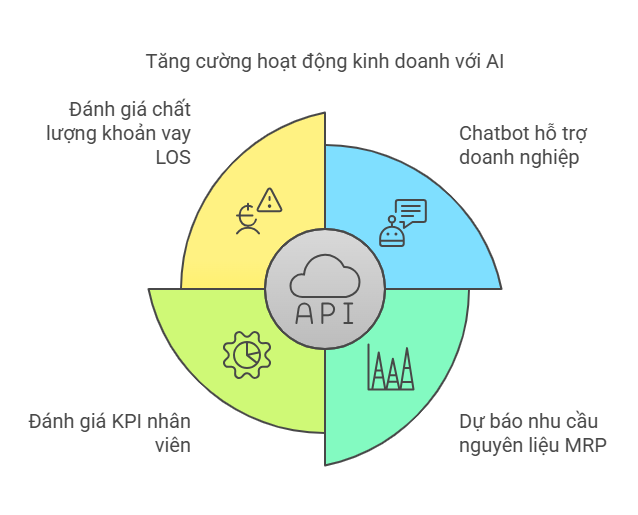 Tăng cường hoạt động kinh doanh với AI
Đánh giá chất
lượng khoản vay
LOS
Chatbot hỗ trợ
doanh nghiệp
API
Đánh giá KPI nhân
viên
Dự báo nhu cầu
nguyên liệu MRP